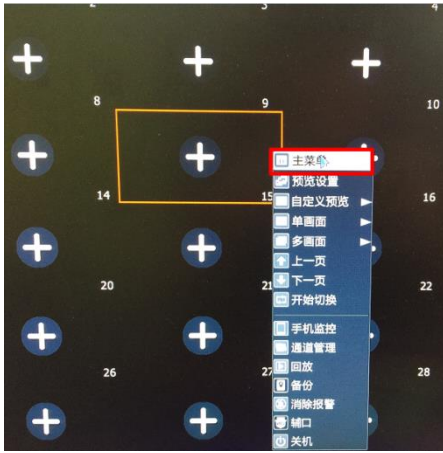 2
3
4
8
9
10
主菜单
预览设置
自定义预览
14
15
16
单画面
多画面
上一页
下一页
20
21
22
开始切换
手机监控
通道管理
26
27
28
回放
备份
消除报警
辅口
关机